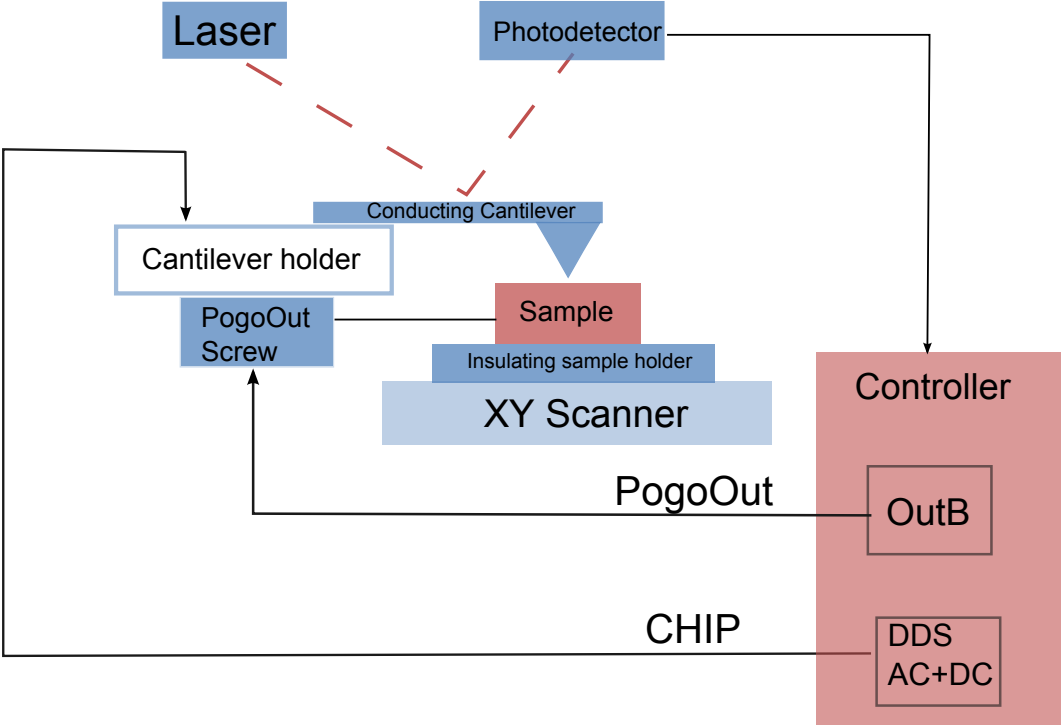 Laser
Photodetector
Conducting Cantilever
Cantilever holder
PogoOut
Screw
Sample
Insulating sample holder
XY Scanner
Controller
PogoOut
OutB
CHIP
DDS
AC+DC